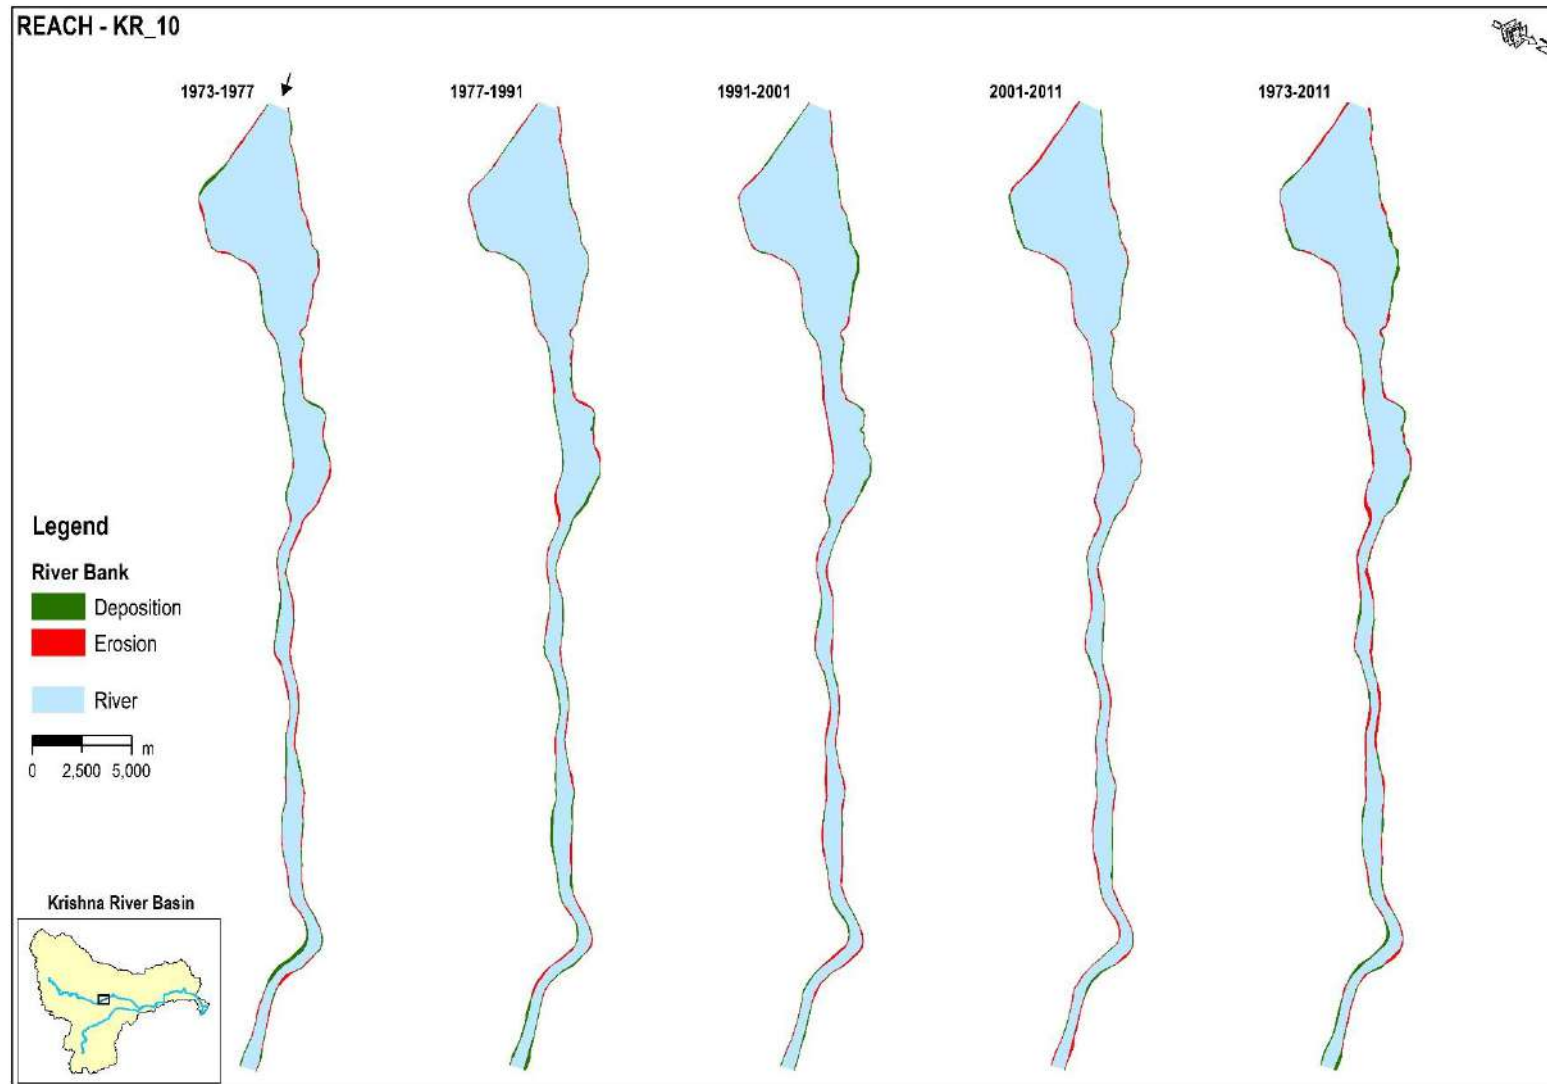 REACH - KR_10
1973-1977
1977-1991
1991-2001
2001-2011
1973-2011
Legend
River Bank
Deposition
Erosion
River
m
0 2,500 5,000
Krishna River Basin